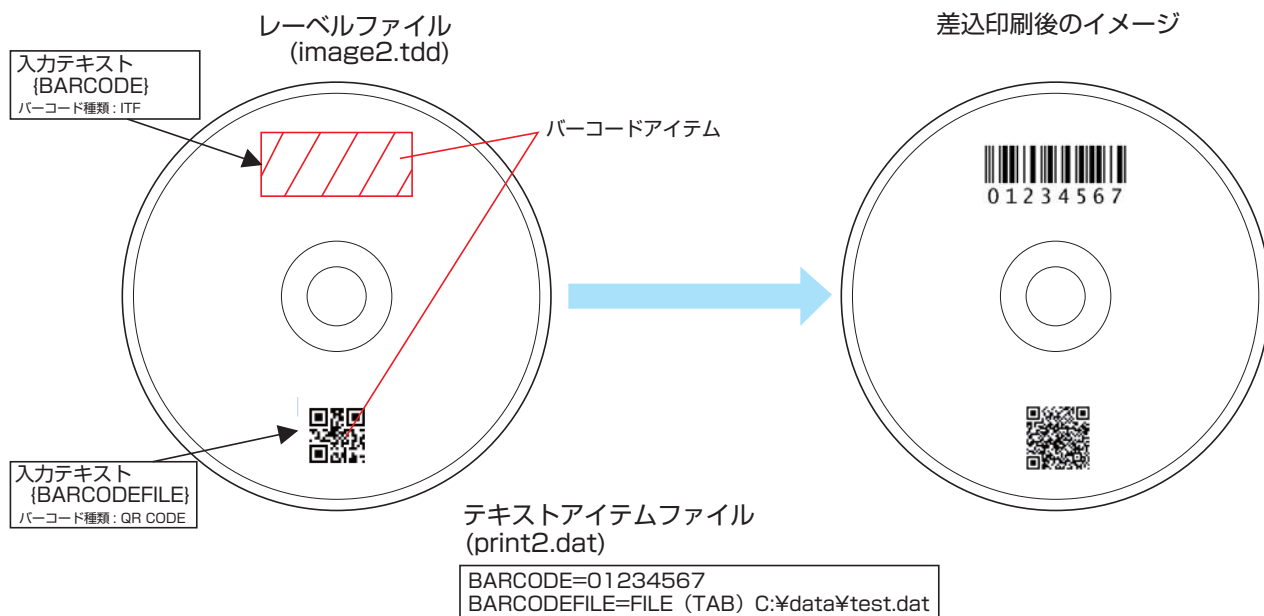 レーベルファイル
(image2.tdd)
差込印刷後のイメージ
入力テキスト
{BARCODE}
バーコード種類 : ITF
バーコードアイテム
01234567
入力テキスト
{BARCODEFILE}
バーコード種類 : QR CODE
テキストアイテムファイル
(print2.dat)
BARCODE=01234567
BARCODEFILE=FILE（TAB）C:¥data¥test.dat